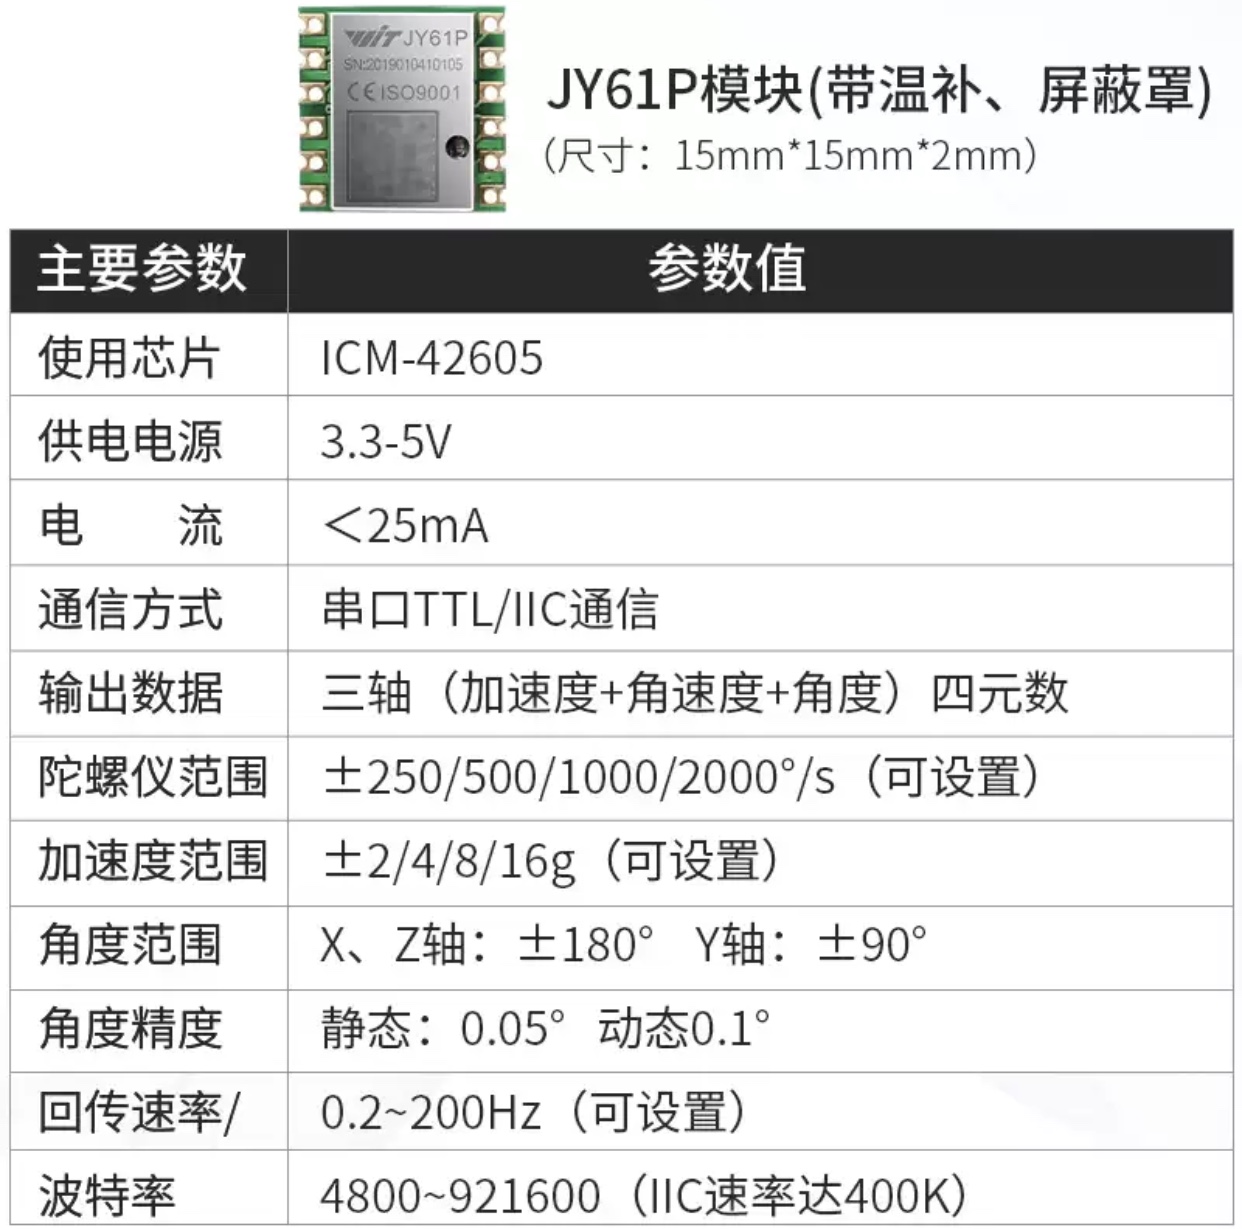 WIT JY61P
SN:2019010410105
CE ISO9001
JY61P模块(带温补、屏蔽罩)
（尺寸：15mm*15mm*2mm）
主要参数 参数值
使用芯片 ICM-42605
供电电源 3.3-5V
电 流 ＜25mA
通信方式 串口TTL/IIC通信
输出数据 三轴（加速度+角速度+角度）四元数
陀螺仪范围 ±250/500/1000/2000°/s（可设置）
加速度范围 ±2/4/8/16g（可设置）
角度范围 X、Z轴：±180° Y轴：±90°
角度精度 静态：0.05° 动态0.1°
回传速率/ 0.2~200Hz（可设置）
波特率 4800~921600（IIC速率达400K）